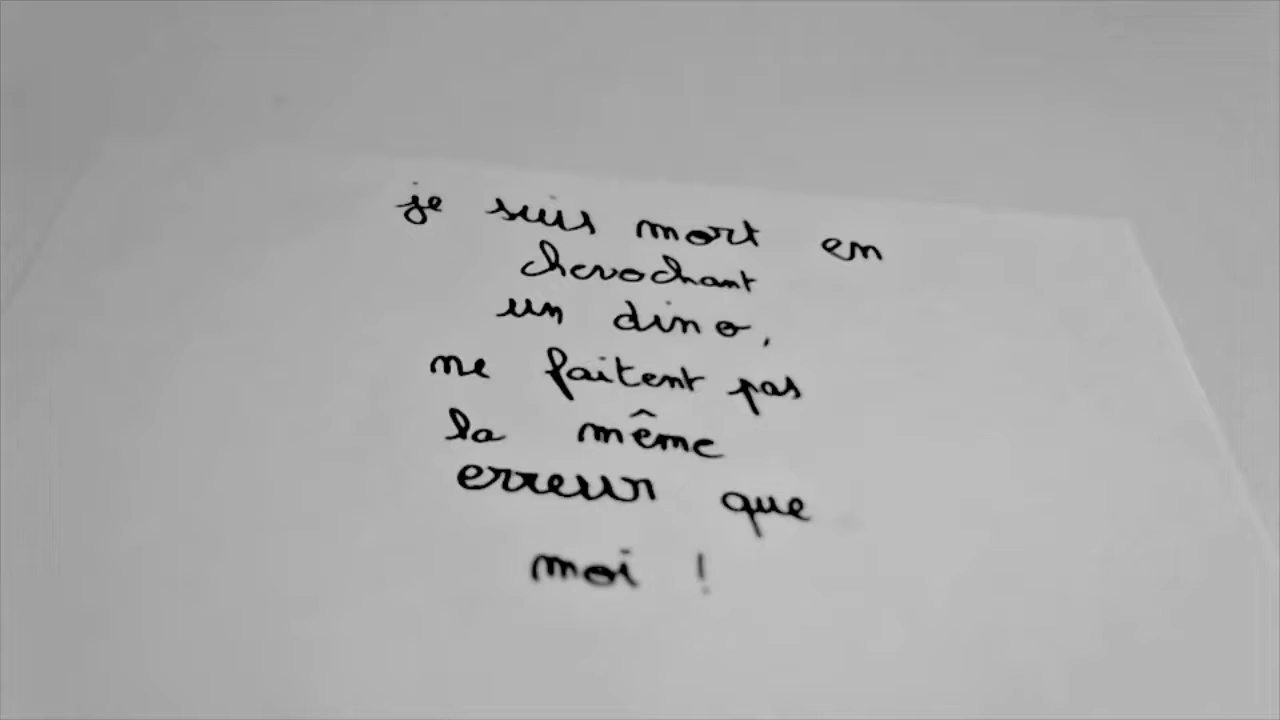 je suis mort en
chevochant
un dino,
ne faitent pas
la même
erreur que
moi !